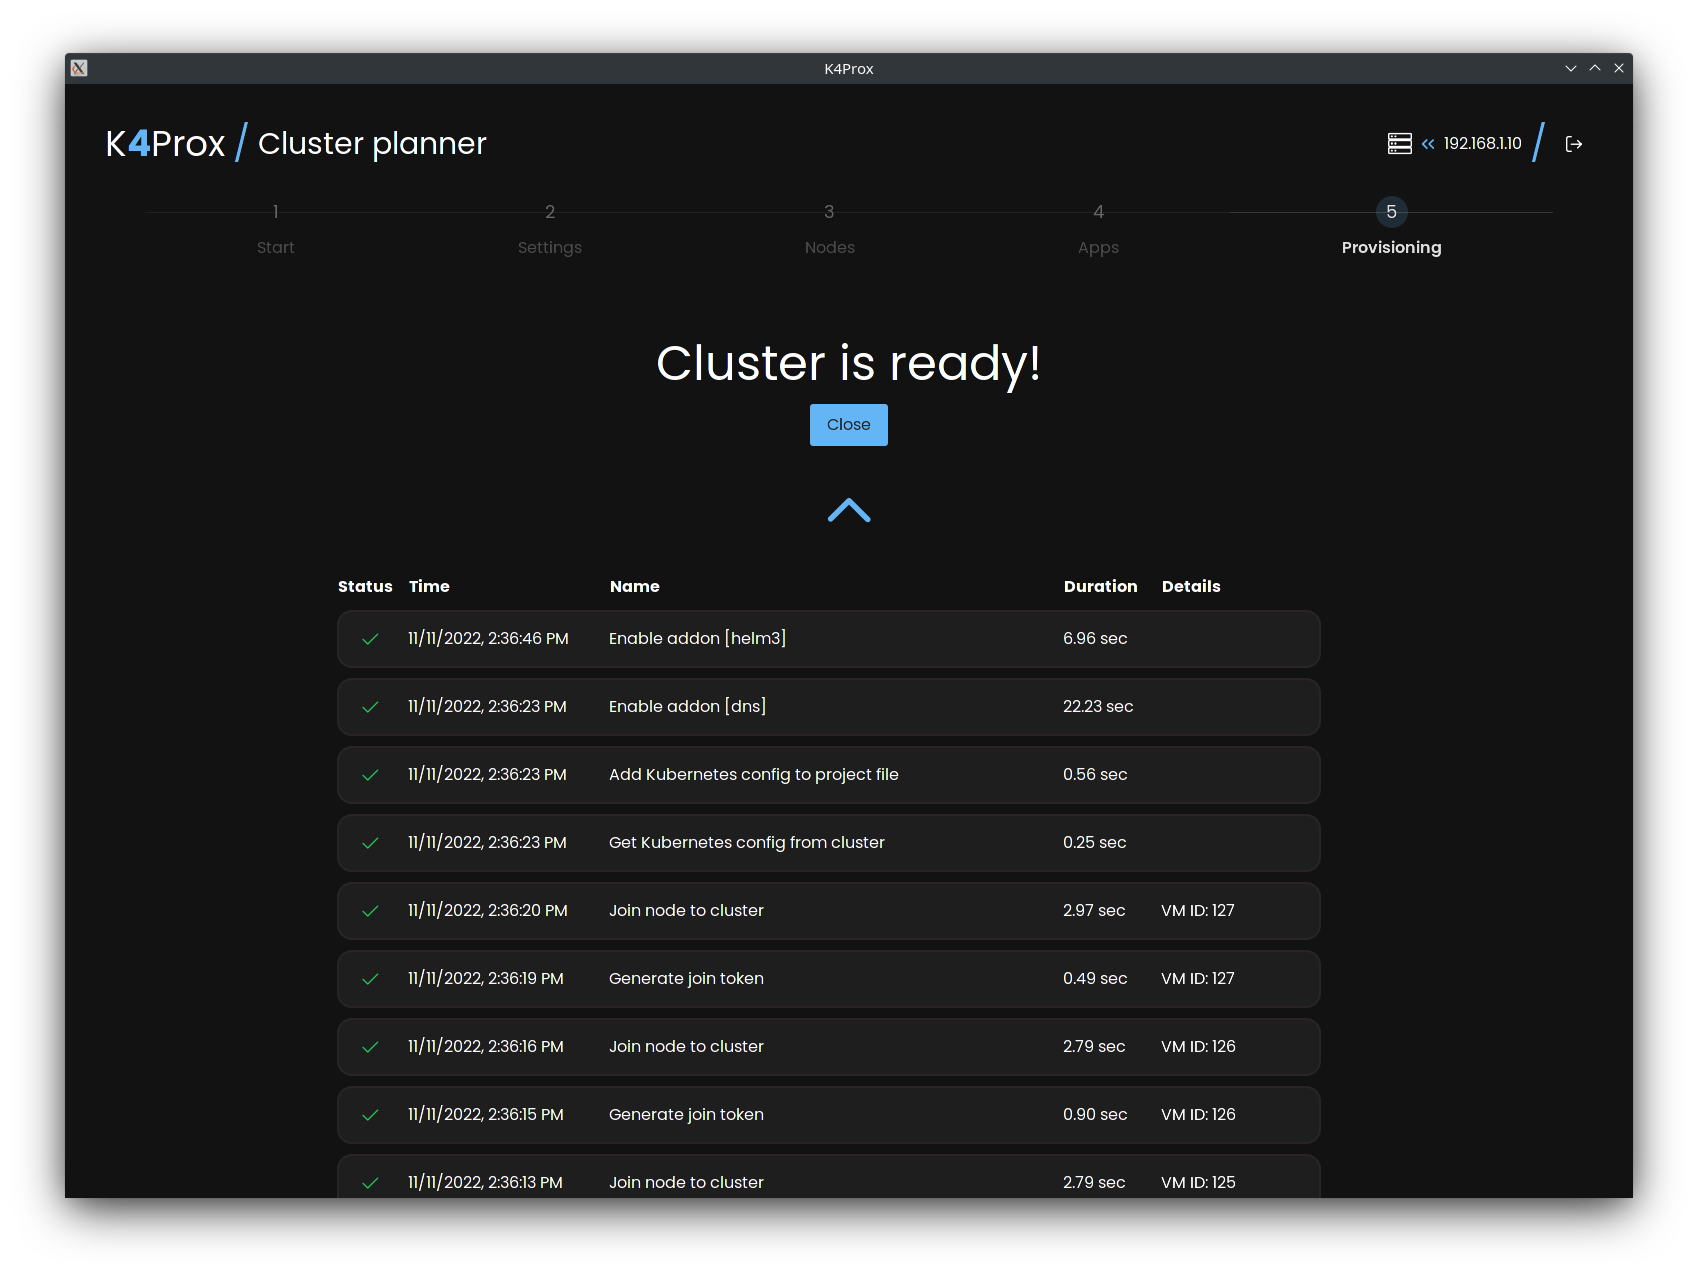 K4Prox
K4Prox / Cluster planner
« 192.168.1.10 /
1 2 3 4 5
Start Settings Nodes Apps Provisioning
Cluster is ready!
Close
Status Time Name Duration Details
11/11/2022, 2:36:46 PM Enable addon [helm3] 6.96 sec
11/11/2022, 2:36:23 PM Enable addon [dns] 22.23 sec
11/11/2022, 2:36:23 PM Add Kubernetes config to project file 0.56 sec
11/11/2022, 2:36:23 PM Get Kubernetes config from cluster 0.25 sec
11/11/2022, 2:36:20 PM Join node to cluster 2.97 sec VM ID: 127
11/11/2022, 2:36:19 PM Generate join token 0.49 sec VM ID: 127
11/11/2022, 2:36:16 PM Join node to cluster 2.79 sec VM ID: 126
11/11/2022, 2:36:15 PM Generate join token 0.90 sec VM ID: 126
11/11/2022, 2:36:13 PM Join node to cluster 2.79 sec VM ID: 125